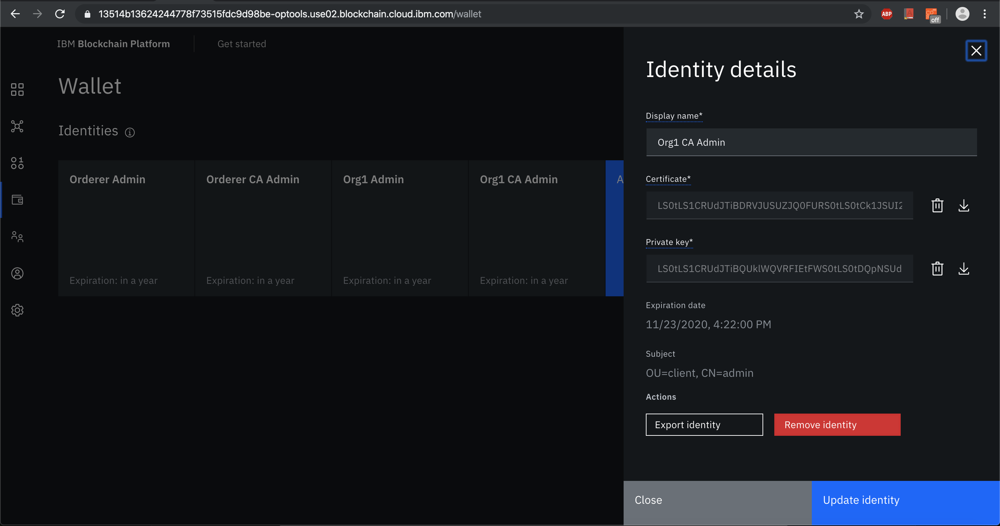 13514b13624244778f73515fdc9d98be-optools.use02.blockchain.cloud.ibm.com/wallet
ABP
off
IBM Blockchain Platform
Get started
Wallet
Identities
Orderer Admin
Expiration: in a year
Orderer CA Admin
Expiration: in a year
Org1 Admin
Expiration: in a year
Org1 CA Admin
Expiration: in a year
A
Identity details
Display name*
Org1 CA Admin
Certificate*
LS0tLS1CRUdJTiBDRVJUSUZJQ0FURS0tLS0tCk1JSUI2
Private key*
LS0tLS1CRUdJTiBQUklWQVRFIEtFWS0tLS0tDQpNSUd
Expiration date
11/23/2020, 4:22:00 PM
Subject
OU=client, CN=admin
Actions
Export identity
Remove identity
Close
Update identity